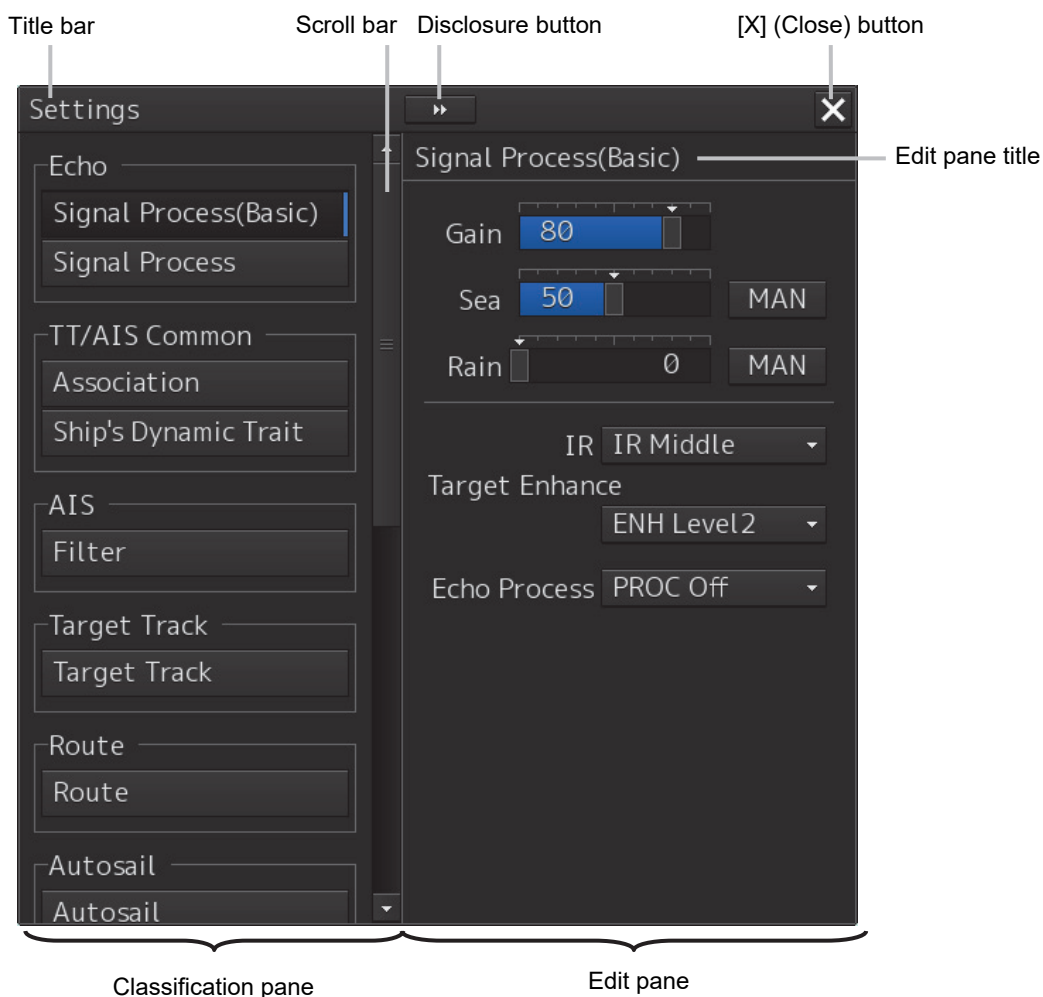 Title bar
Scroll bar
Disclosure button
[X] (Close) button
Settings
Echo
Signal Process(Basic)
Signal Process
TT/AIS Common
Association
Ship's Dynamic Trait
AIS
Filter
Target Track
Target Track
Route
Route
Autosail
Autosail
Signal Process(Basic)
Edit pane title
Gain 80
Sea 50 MAN
Rain 0 MAN
IR IR Middle
Target Enhance
ENH Level2
Echo Process PROC Off
Classification pane
Edit pane